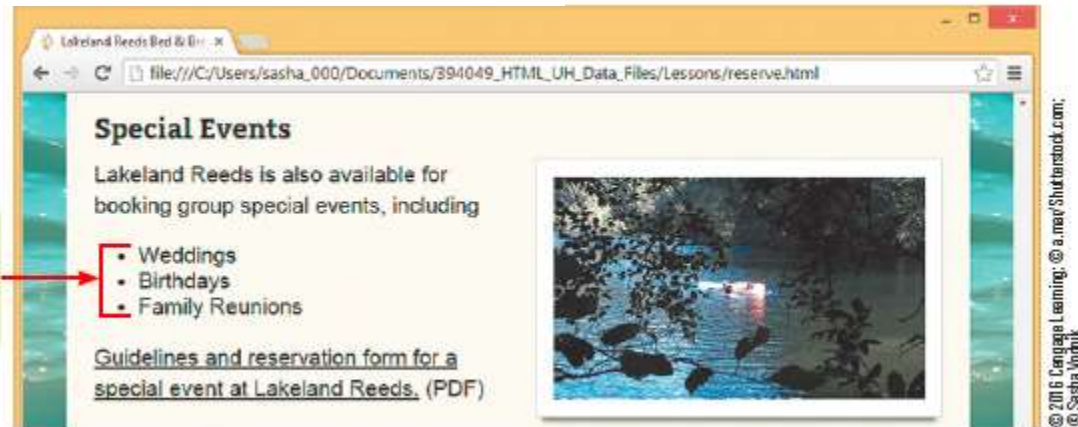 Lakeland Reeds Bed & Br
file:///C:/Users/sasha_000/Documents/394049_HTML_UH_Data_Files/Lessons/reserve.html
Special Events
Lakeland Reeds is also available for
booking group special events, including
• Weddings
• Birthdays
• Family Reunions
Guidelines and reservation form for a
special event at Lakeland Reeds. (PDF)
© 2016 Cengage Learning; © a.mar/Shutterstock.com;
© Sasha Vodnik